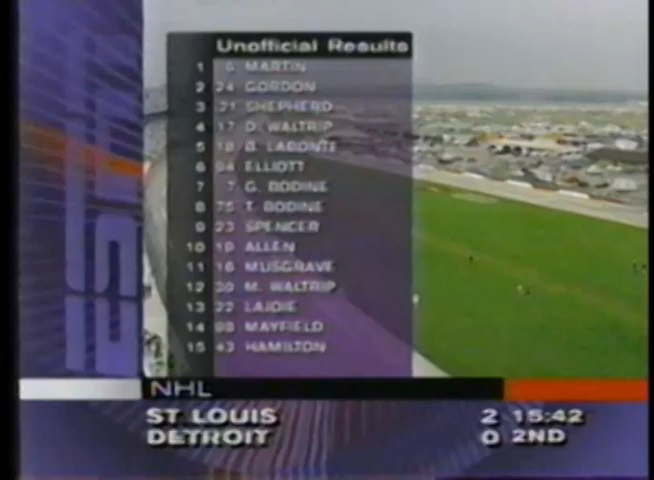 Unofficial Results
1 6 MARTIN
2 24 GORDON
3 21 SHEPHERD
4 17 D. WALTRIP
5 18 B. LABONTE
6 94 ELLIOTT
7 7 G. BODINE
8 75 T. BODINE
9 23 SPENCER
10 19 ALLEN
11 16 MUSGRAVE
12 30 M. WALTRIP
13 22 LAJOIE
14 98 MAYFIELD
15 43 HAMILTON
NHL
ST LOUIS 2 15:42
DETROIT 0 2ND